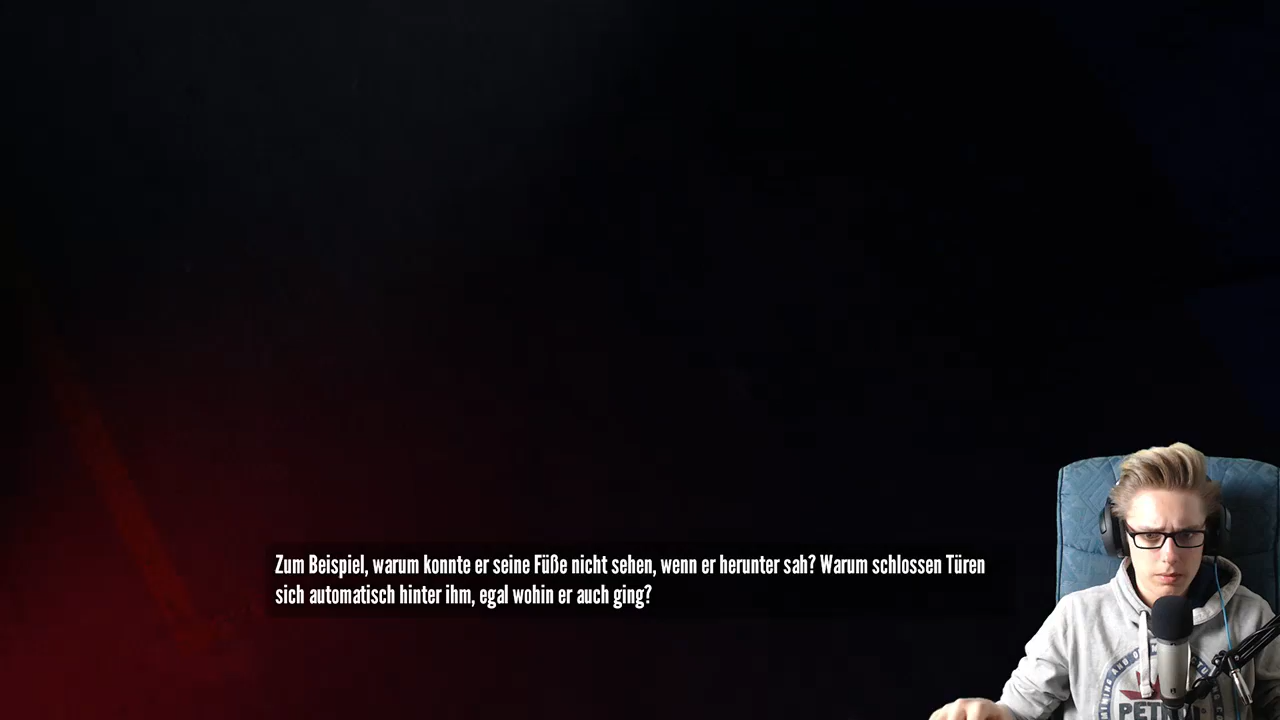 Zum Beispiel, warum konnte er seine Füße nicht sehen, wenn er herunter sah? Warum schlossen Türen
sich automatisch hinter ihm, egal wohin er auch ging?